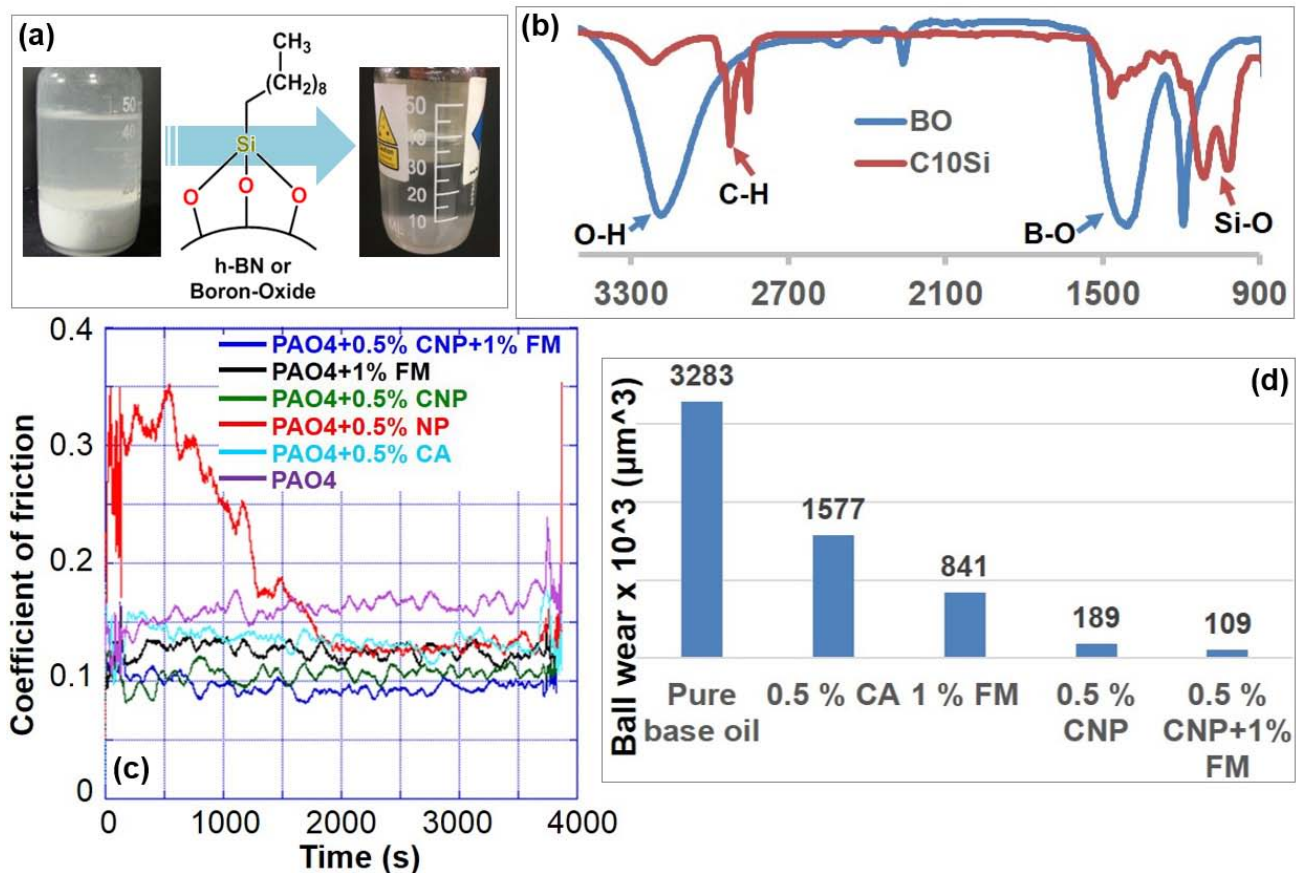 (a)
CH3
(CH2)8
Si
O
O
O
h-BN or
Boron-Oxide
50
40
50
40
30
20
10
(b)
BO
C10Si
O-H
C-H
B-O
Si-O
3300 2700 2100 1500 900
(c)
PAO4+0.5% CNP+1% FM
PAO4+1% FM
PAO4+0.5% CNP
PAO4+0.5% NP
PAO4+0.5% CA
PAO4
Coefficient of friction
0.4
0.3
0.2
0.1
0
0 1000 2000 3000 4000
Time (s)
(d)
Ball wear x 10^3 (µm^3)
3283
1577
841
189
109
Pure
base oil
0.5 % CA
1 % FM
0.5 %
CNP
0.5 %
CNP+1%
FM